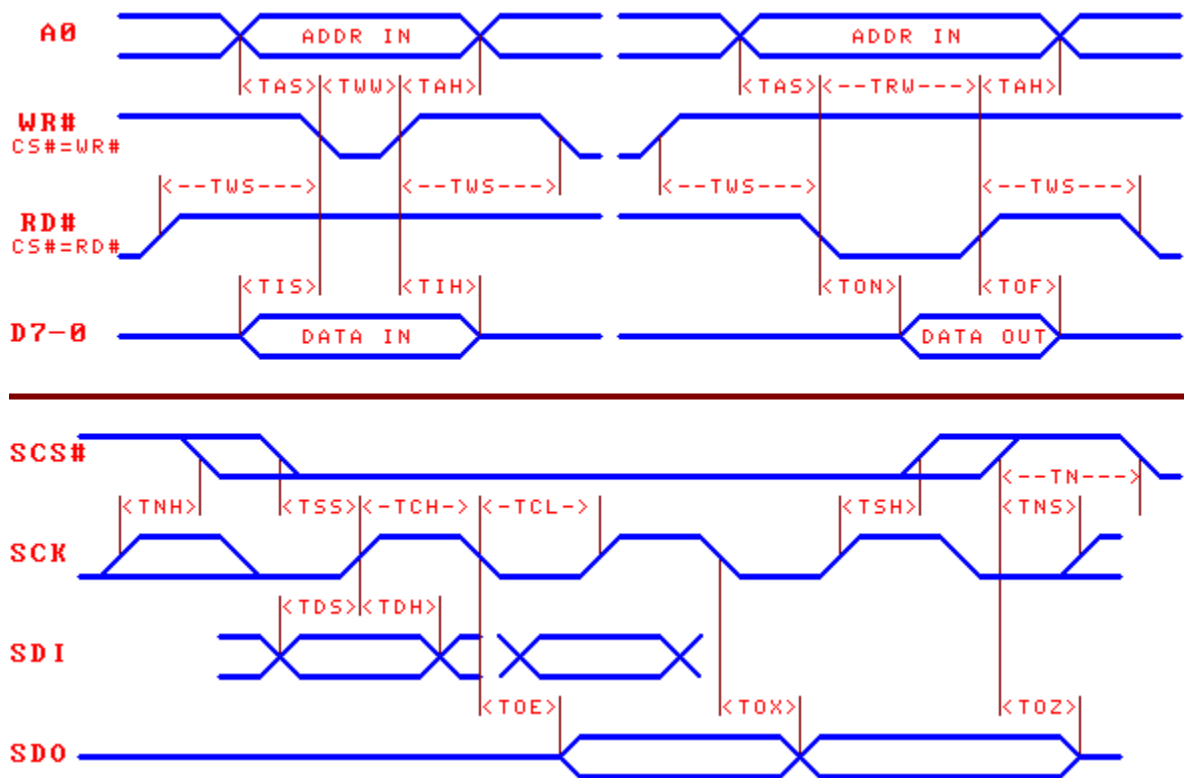 A0 ADDR IN ADDR IN
<TAS><TWW><TAH> <TAS><--TRW---><TAH>
WR#
CS#=WR#
<--TWS---> <--TWS---> <--TWS---> <--TWS--->
RD#
CS#=RD#
<TIS> <TIH> <TON> <TOF>
D7-0 DATA IN DATA OUT
SCS#
<--TN--->
<TNH> <TSS><-TCH-><-TCL-> <TSH> <TNS>
SCK
<TDS><TDH>
SDI
<TOE> <TOX> <TOZ>
SDO